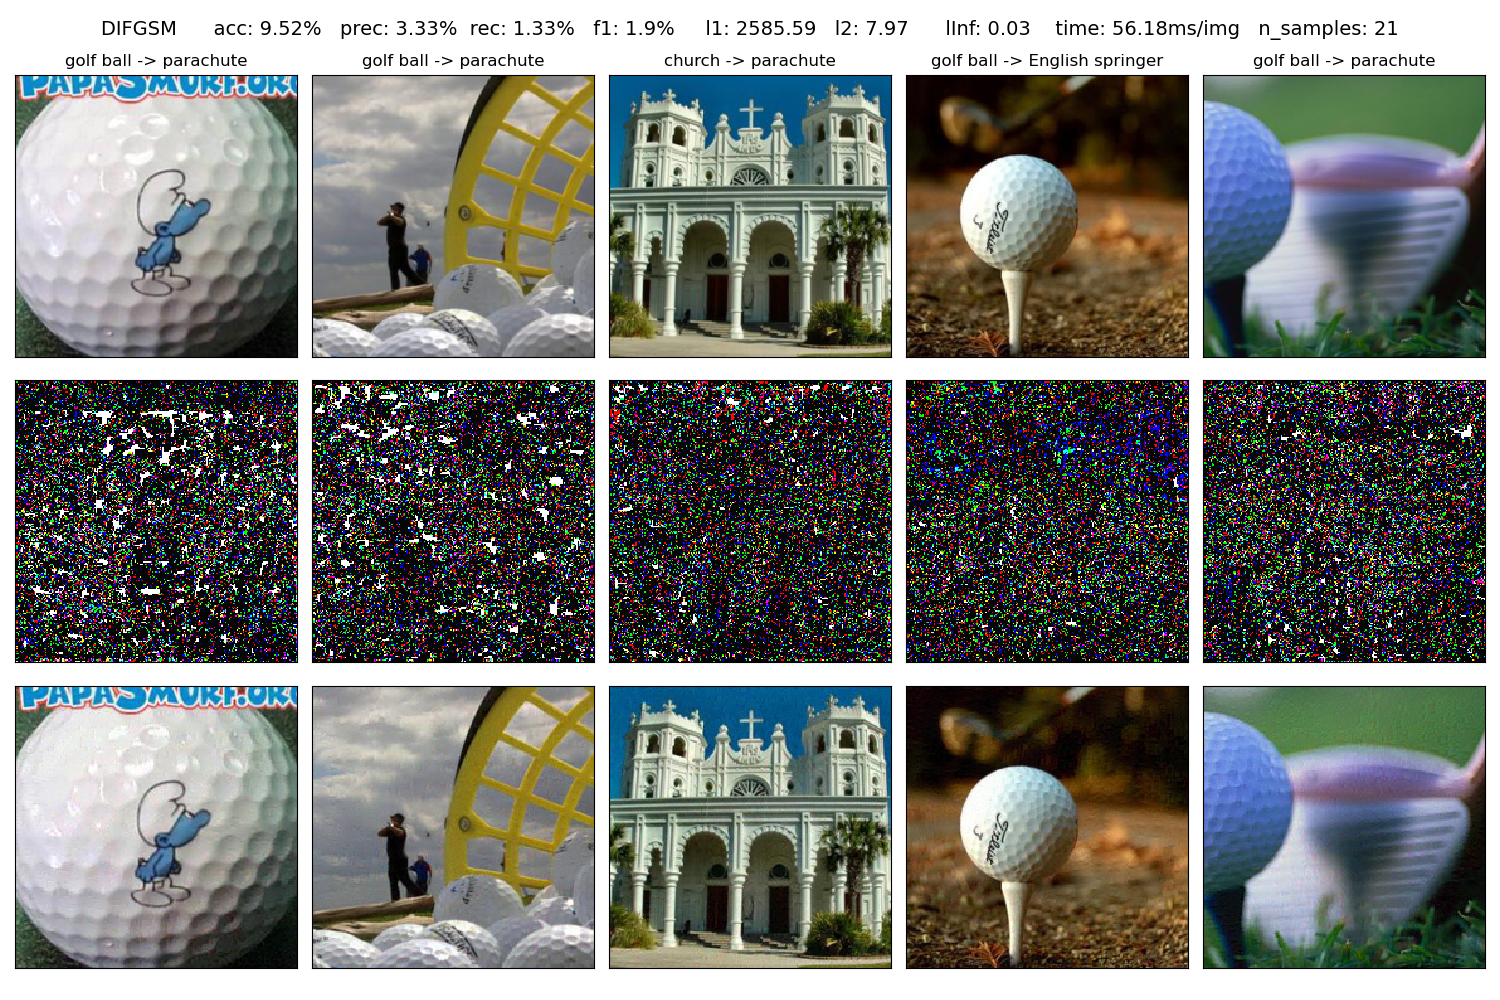 DIFGSM acc: 9.52% prec: 3.33% rec: 1.33% f1: 1.9% l1: 2585.59 l2: 7.97 lInf: 0.03 time: 56.18ms/img n_samples: 21
golf ball -> parachute
golf ball -> parachute
church -> parachute
golf ball -> English springer
golf ball -> parachute
PAPASMURF.ORG
3
PAPASMURF.ORG
3